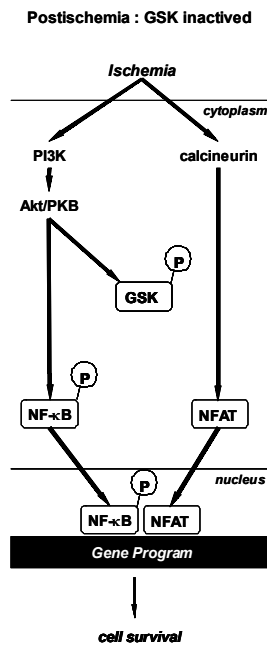 Postischemia : GSK inactived
Ischemia
cytoplasm
PI3K
calcineurin
Akt/PKB
P
GSK
P
NF-κB
NFAT
nucleus
P
NF-κB
NFAT
Gene Program
cell survival